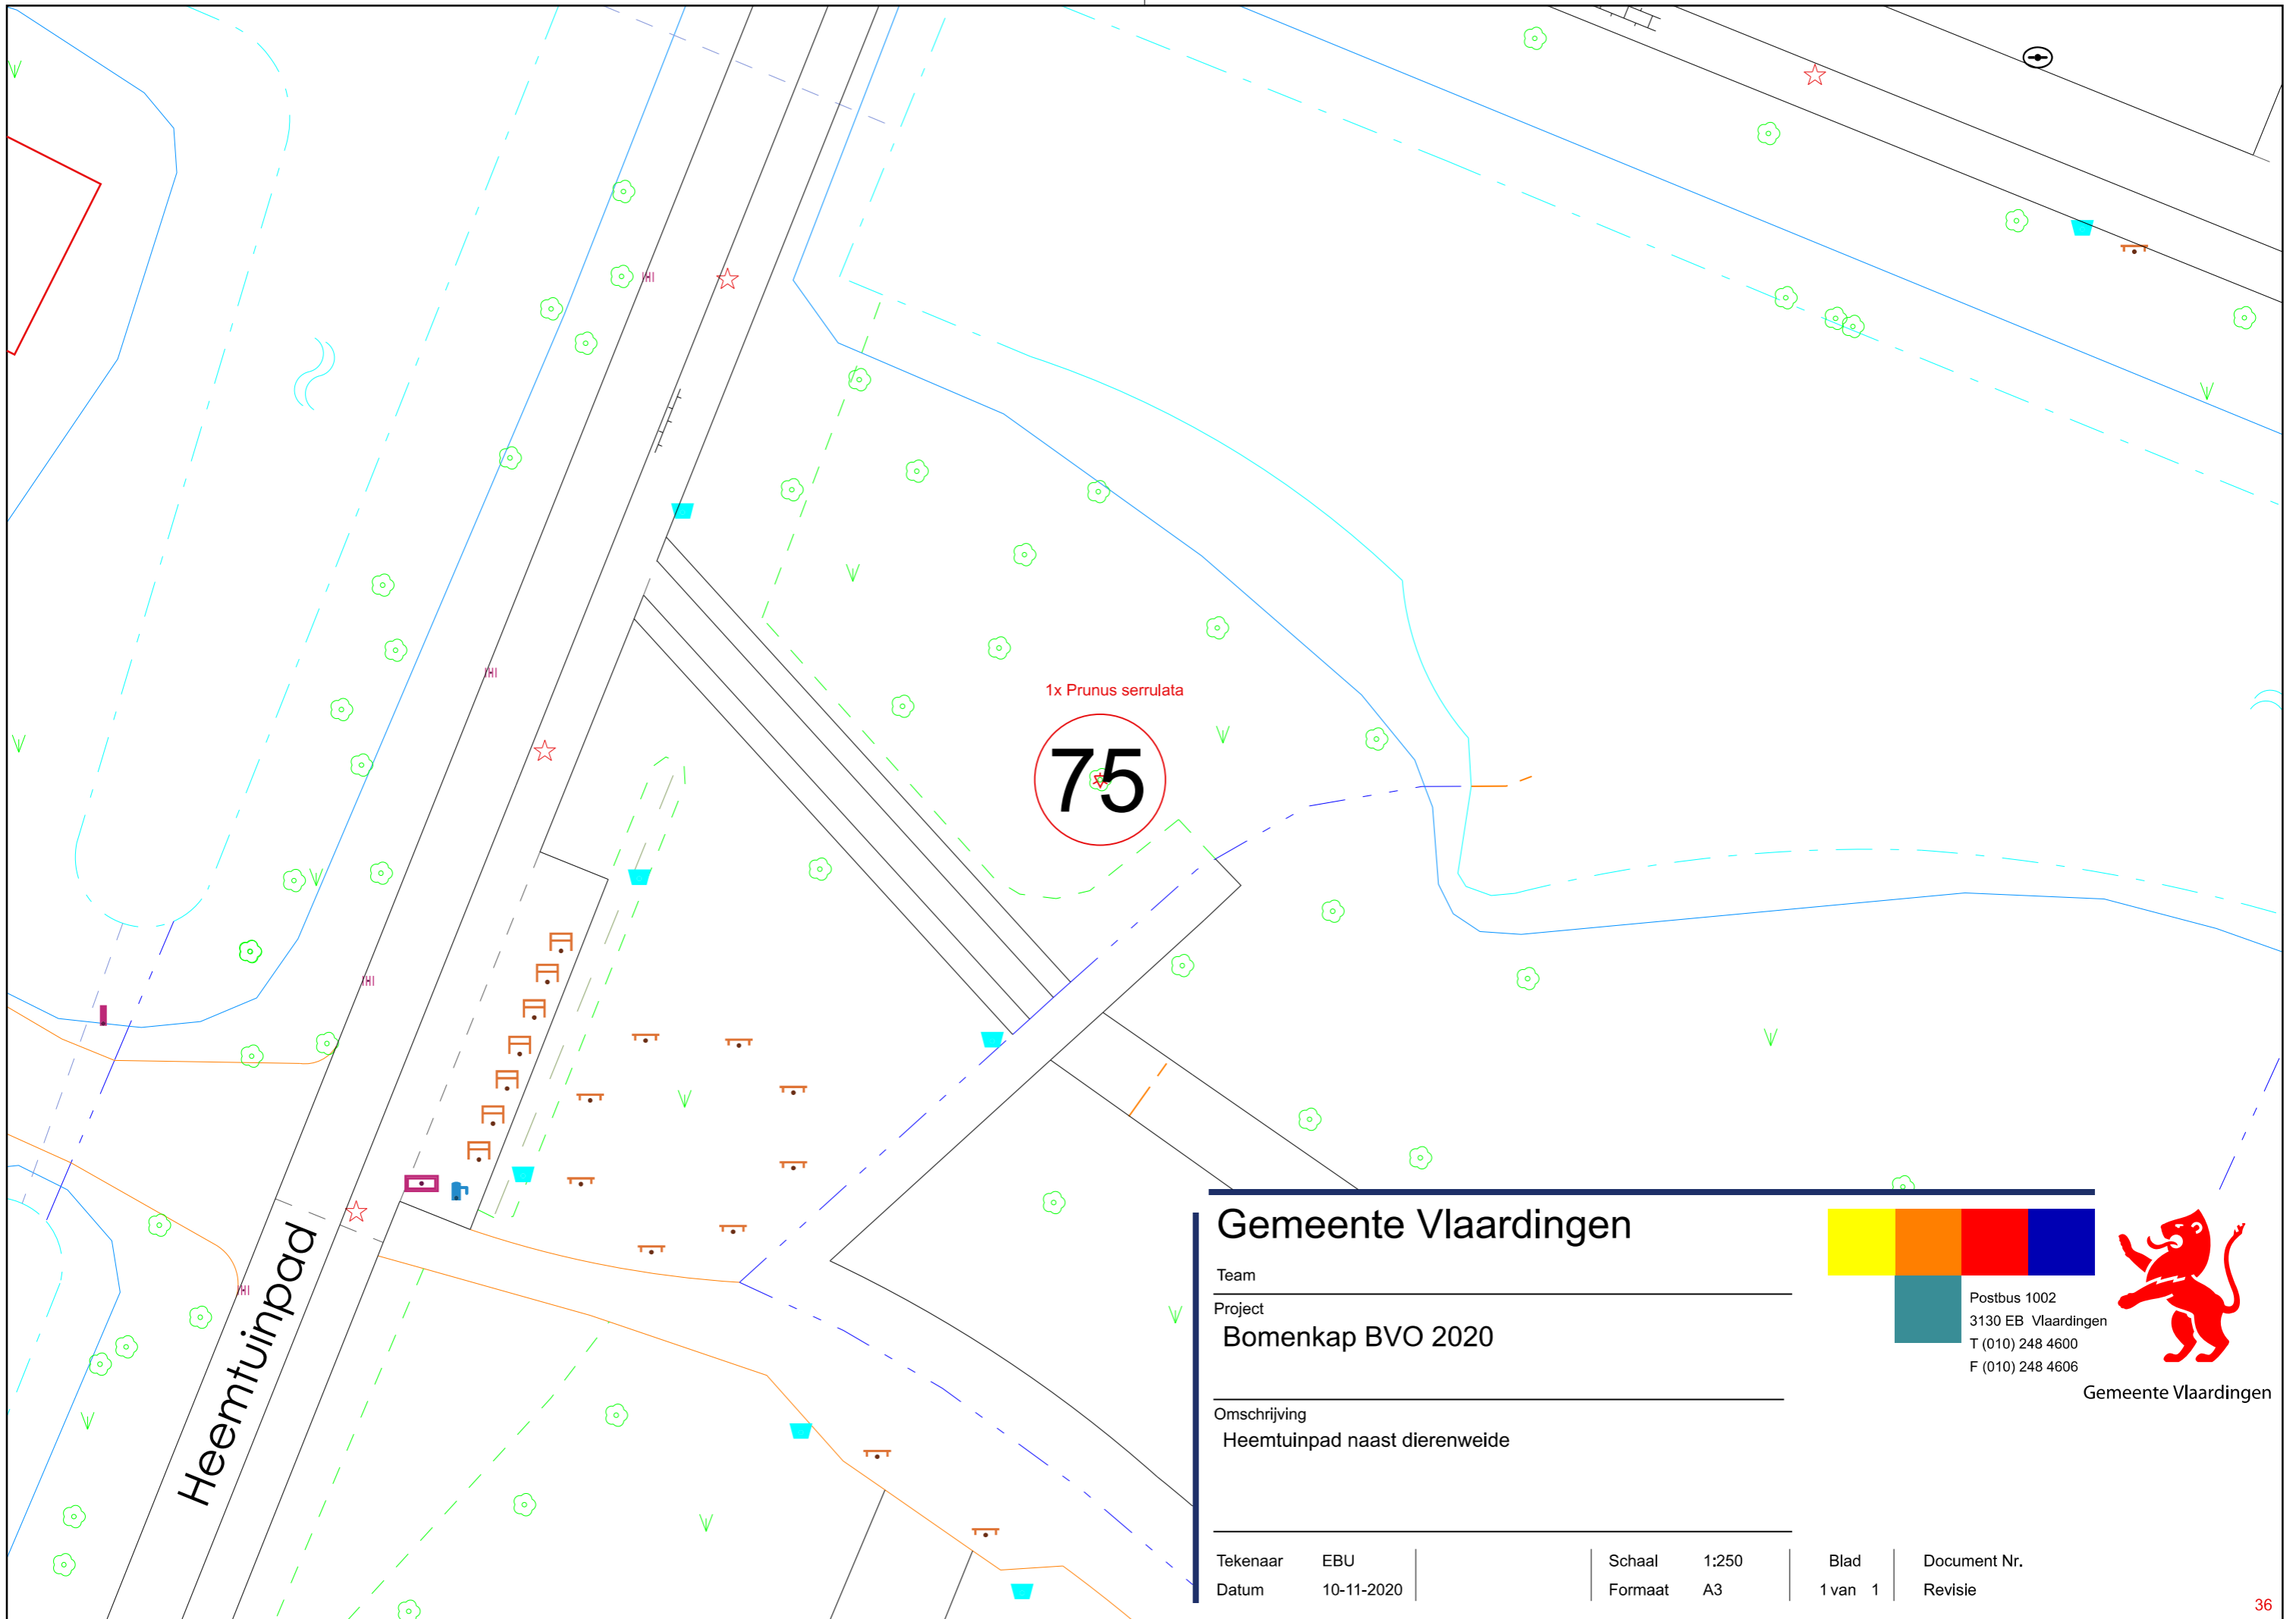 1x Prunus serrulata
75
Heemtuinpad
Gemeente Vlaardingen
Team
Project
Bomenkap BVO 2020
Omschrijving
Heemtuinpad naast dierenweide
Postbus 1002
3130 EB Vlaardingen
T (010) 248 4600
F (010) 248 4606
Gemeente Vlaardingen
Tekenaar EBU Schaal 1:250 Blad Document Nr.
Datum 10-11-2020 Formaat A3 1 van 1 Revisie
36